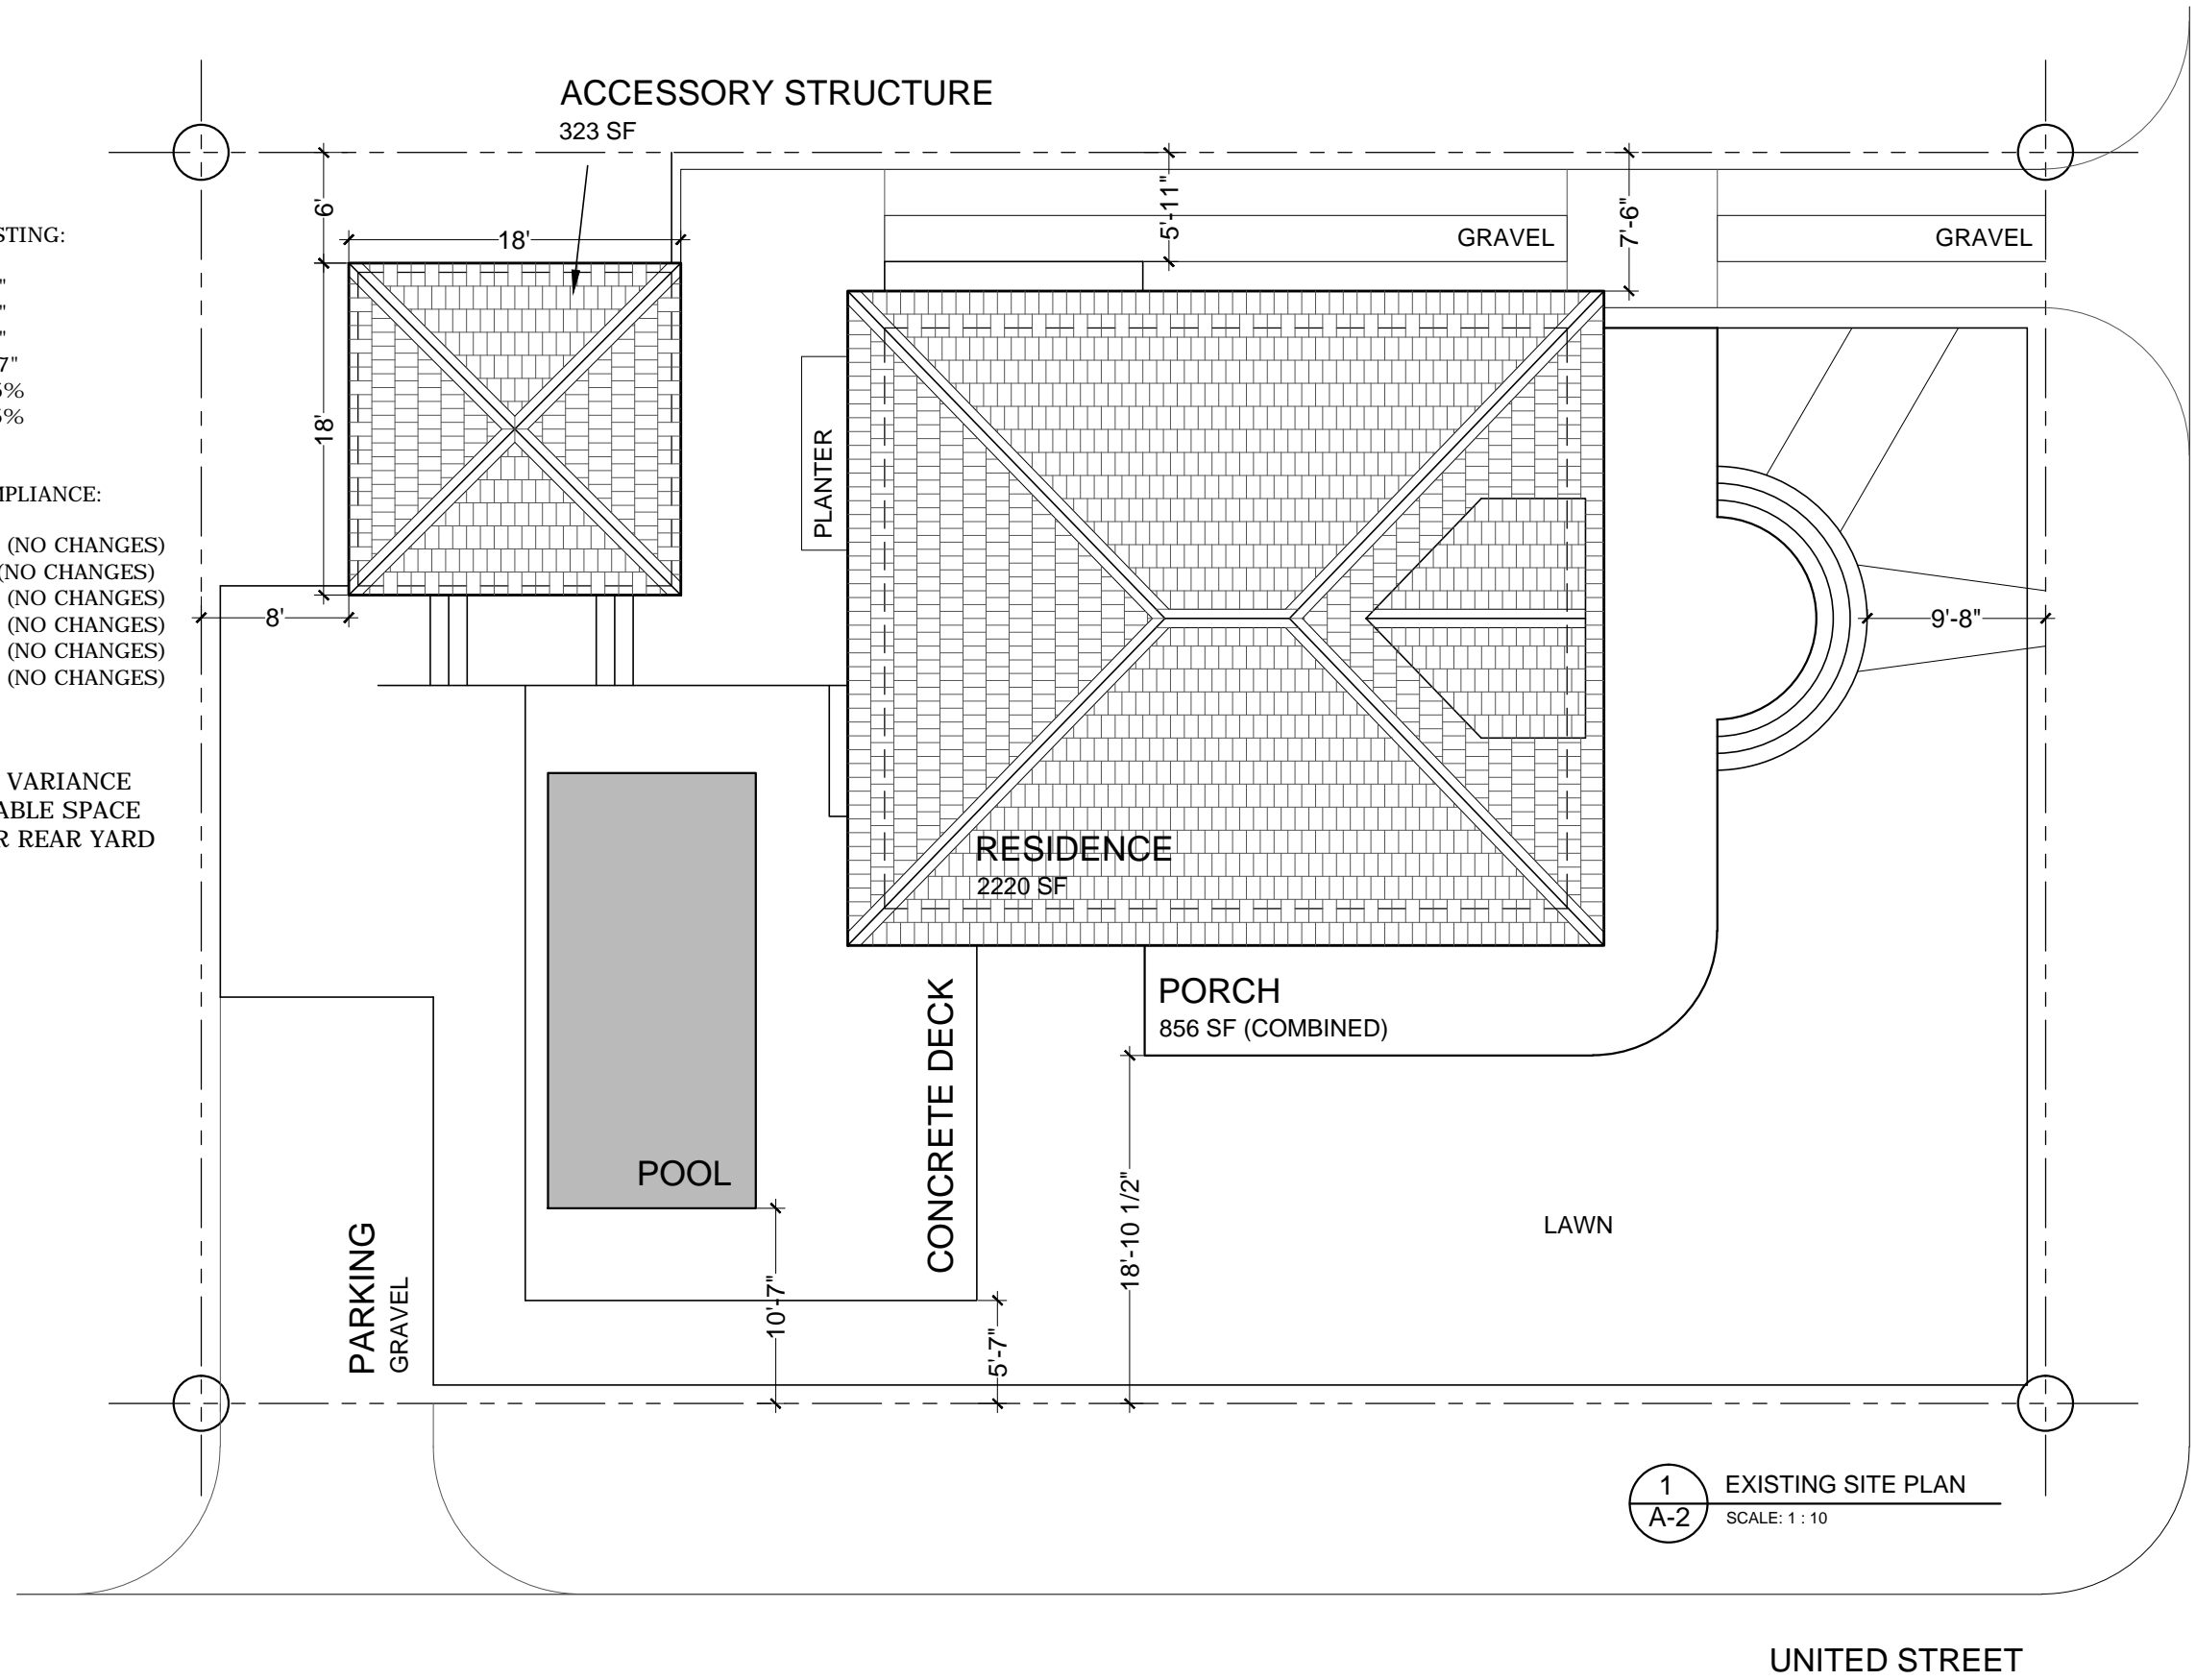 ACCESSORY STRUCTURE
323 SF
6'
18'
18'
8'
5'-11"
7'-6"
GRAVEL
GRAVEL
STING:
"
"
"
7"
5%
5%
MPLIANCE:
(NO CHANGES)
(NO CHANGES)
(NO CHANGES)
(NO CHANGES)
(NO CHANGES)
(NO CHANGES)
VARIANCE
ABLE SPACE
R REAR YARD
PLANTER
9'-8"
RESIDENCE
2220 SF
PORCH
856 SF (COMBINED)
CONCRETE DECK
POOL
PARKING
GRAVEL
10'-7"
5'-7"
18'-10 1/2"
LAWN
1
A-2
EXISTING SITE PLAN
SCALE: 1 : 10
UNITED STREET